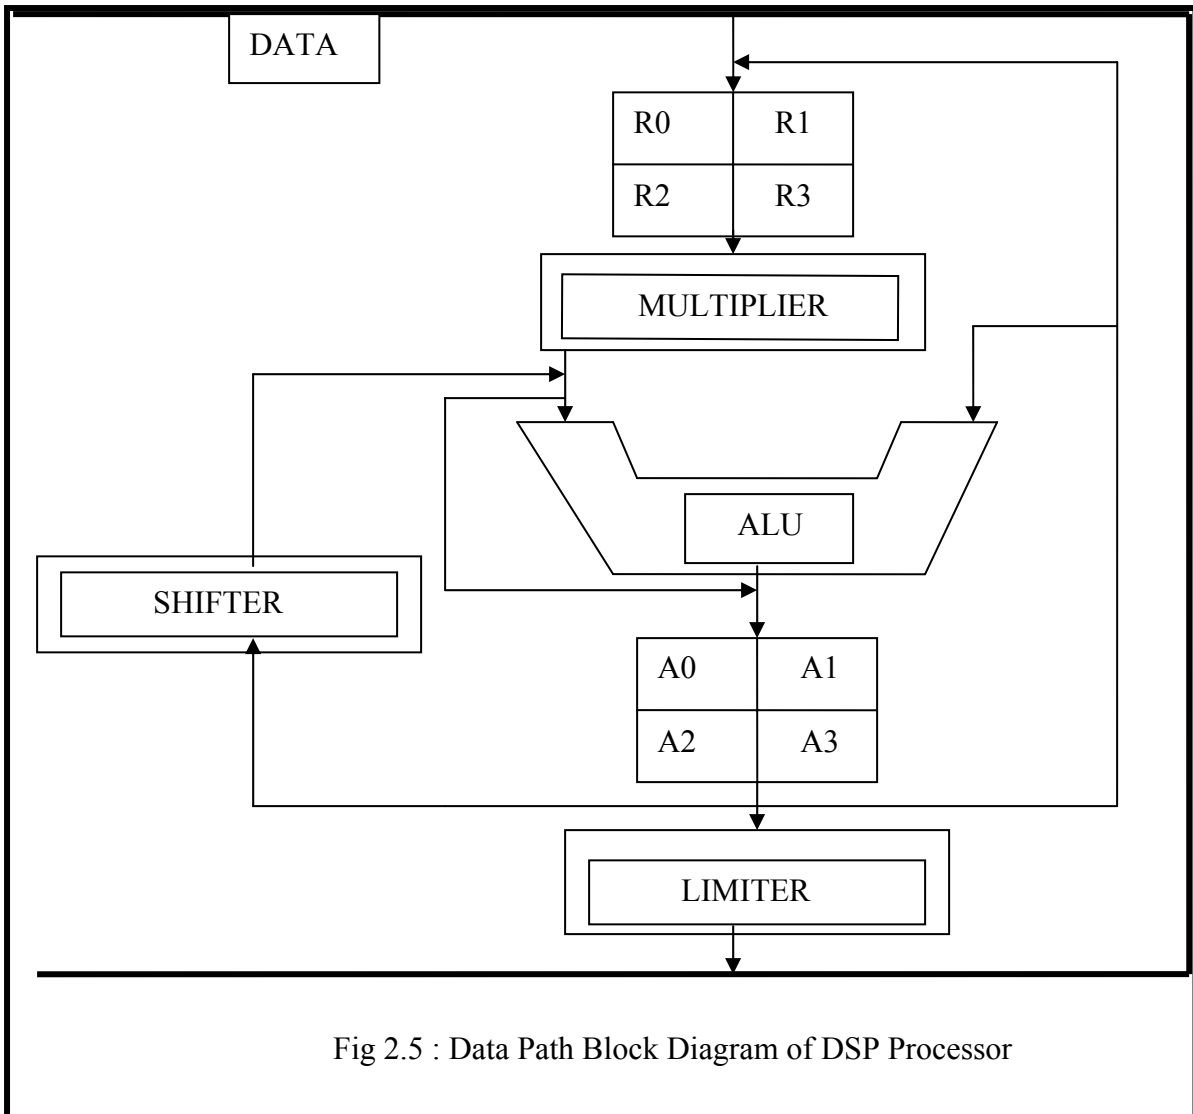 DATA
R0 R1
R2 R3
MULTIPLIER
ALU
SHIFTER
A0 A1
A2 A3
LIMITER
Fig 2.5 : Data Path Block Diagram of DSP Processor